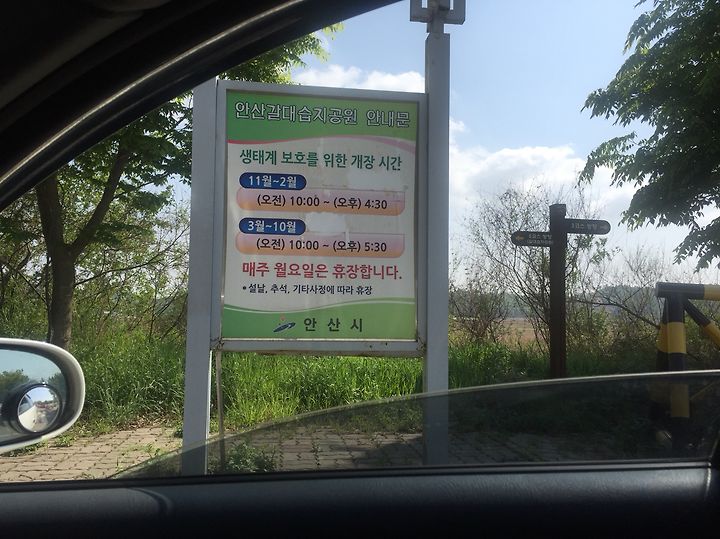 안산갈대습지공원 안내문
생태계 보호를 위한 개장 시간
11월~2월
(오전) 10:00 ~ (오후) 4:30
3월~10월
(오전) 10:00 ~ (오후) 5:30
매주 월요일은 휴장합니다.
• 설날, 추석, 기타사정에 따라 휴장
안 산 시